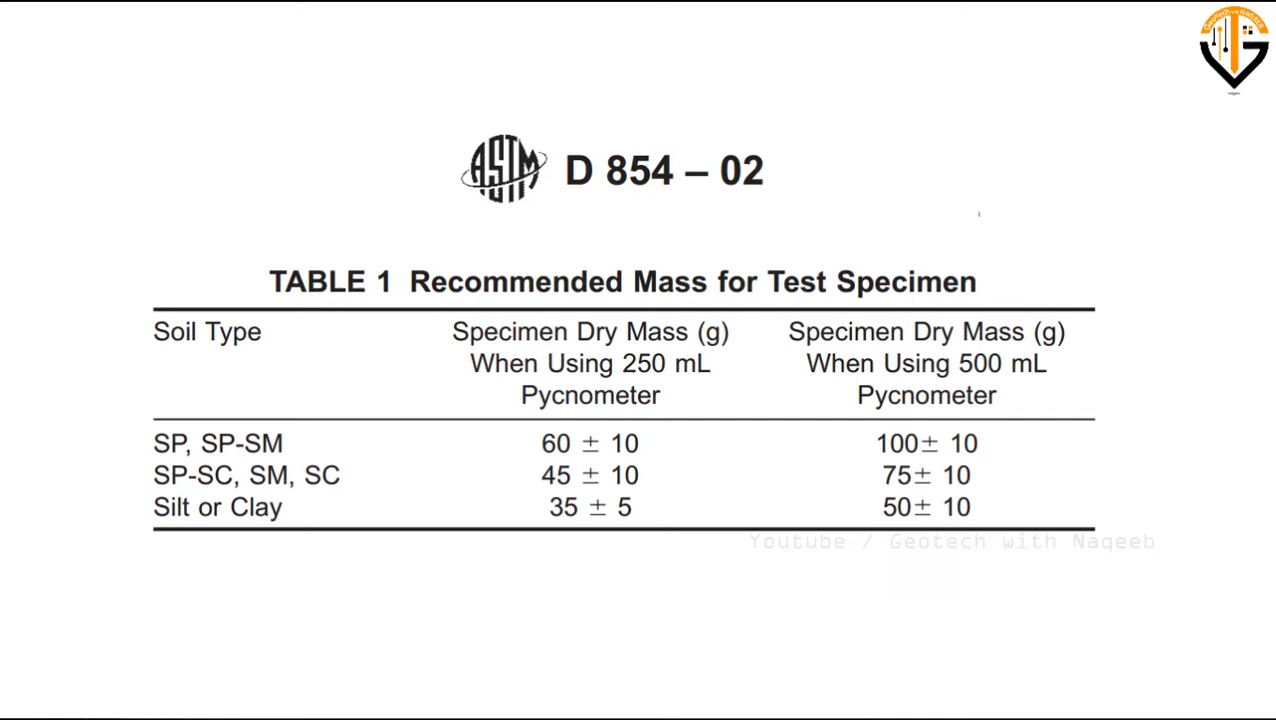 ASTM D 854 – 02
TABLE 1 Recommended Mass for Test Specimen
Soil Type
Specimen Dry Mass (g)
When Using 250 mL
Pycnometer
Specimen Dry Mass (g)
When Using 500 mL
Pycnometer
SP, SP-SM 60 ± 10 100± 10
SP-SC, SM, SC 45 ± 10 75± 10
Silt or Clay 35 ± 5 50± 10
Youtube / Geotech with Naqeeb